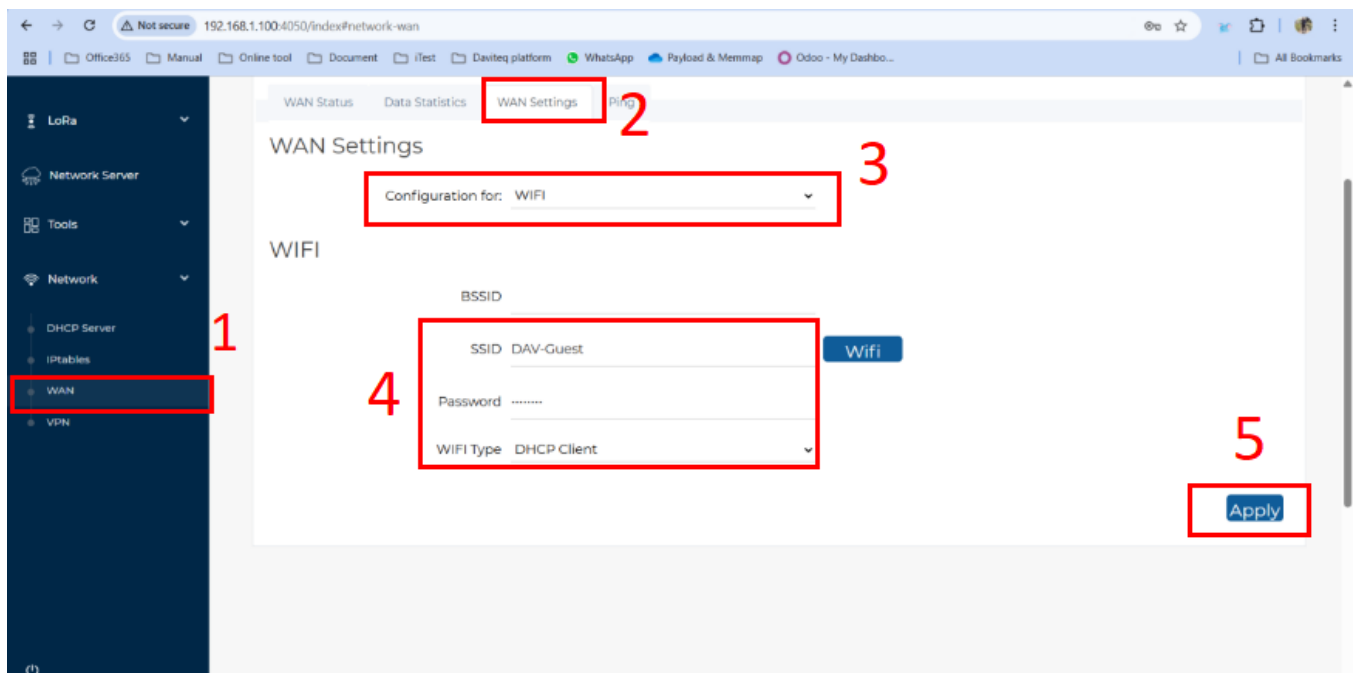 Not secure 192.168.1.100:4050/index#network-wan
Office365 Manual Online tool Document iTest Daviteq platform WhatsApp Payload & Memmap Odoo - My Dashbo... All Bookmarks
LoRa
Network Server
Tools
Network
DHCP Server
IPtables
WAN
VPN
1
WAN Status Data Statistics WAN Settings Ping
2
WAN Settings
3
Configuration for: WIFI
WIFI
BSSID
4
SSID DAV-Guest Wifi
Password ········
WIFI Type DHCP Client
5
Apply